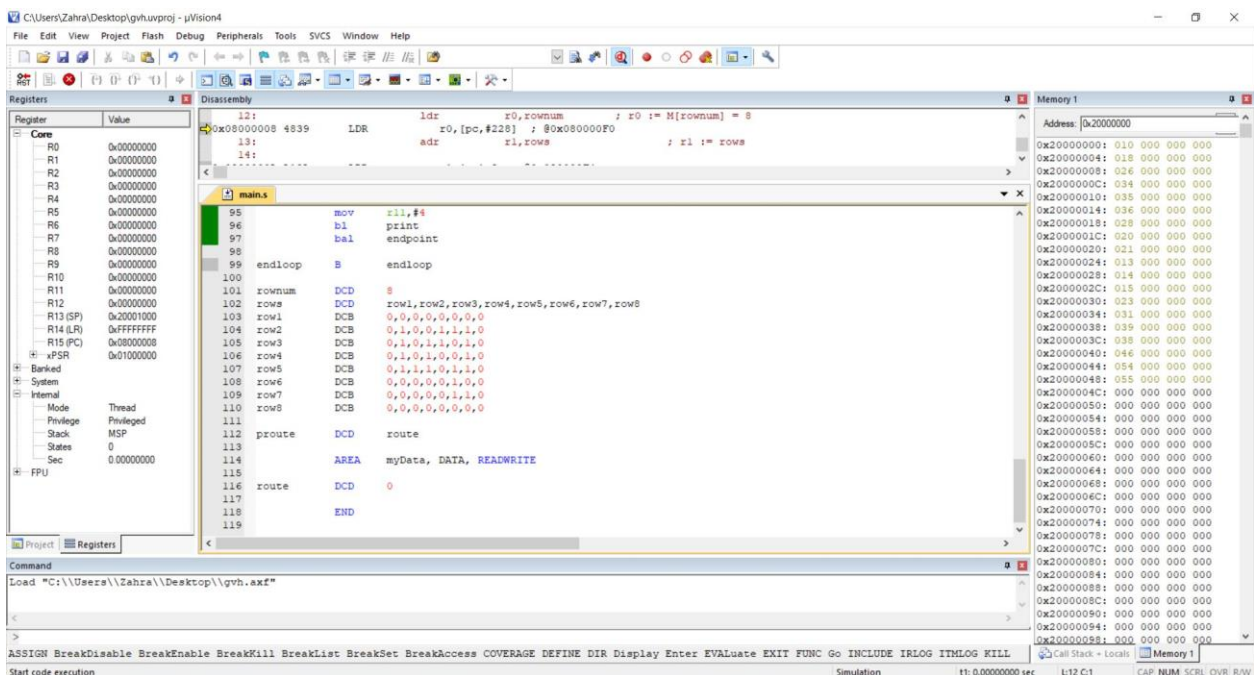 C:\Users\Zahra\Desktop\gvh.uvproj - µVision4
File Edit View Project Flash Debug Peripherals Tools SVCS Window Help
Registers
Register Value
Core
R0 0x00000000
R1 0x00000000
R2 0x00000000
R3 0x00000000
R4 0x00000000
R5 0x00000000
R6 0x00000000
R7 0x00000000
R8 0x00000000
R9 0x00000000
R10 0x00000000
R11 0x00000000
R12 0x00000000
R13 (SP) 0x20001000
R14 (LR) 0xFFFFFFFF
R15 (PC) 0x08000008
xPSR 0x01000000
Banked
System
Internal
Mode Thread
Privilege Privileged
Stack MSP
States 0
Sec 0.00000000
FPU
Project Registers
Disassembly
12: ldr r0,rownum ; r0 := M[rownum] = 8
0x08000008 4839 LDR r0,[pc,#228] ; @0x080000F0
13: adr r1,rows ; r1 := rows
14:
main.s
95 mov r11,#4
96 bl print
97 bal endpoint
98
99 endloop B endloop
100
101 rownum DCD 8
102 rows DCD row1,row2,row3,row4,row5,row6,row7,row8
103 row1 DCB 0,0,0,0,0,0,0,0
104 row2 DCB 0,1,0,0,1,1,1,0
105 row3 DCB 0,1,0,1,1,0,1,0
106 row4 DCB 0,1,0,1,0,0,1,0
107 row5 DCB 0,1,1,1,0,1,1,0
108 row6 DCB 0,0,0,0,0,1,0,0
109 row7 DCB 0,0,0,0,0,1,1,0
110 row8 DCB 0,0,0,0,0,0,0,0
111
112 proute DCD route
113
114 AREA myData, DATA, READWRITE
115
116 route DCD 0
117
118 END
119
Memory 1
Address: 0x20000000
0x20000000: 010 000 000 000
0x20000004: 018 000 000 000
0x20000008: 026 000 000 000
0x2000000C: 034 000 000 000
0x20000010: 035 000 000 000
0x20000014: 036 000 000 000
0x20000018: 028 000 000 000
0x2000001C: 020 000 000 000
0x20000020: 021 000 000 000
0x20000024: 013 000 000 000
0x20000028: 014 000 000 000
0x2000002C: 015 000 000 000
0x20000030: 023 000 000 000
0x20000034: 031 000 000 000
0x20000038: 039 000 000 000
0x2000003C: 038 000 000 000
0x20000040: 046 000 000 000
0x20000044: 054 000 000 000
0x20000048: 055 000 000 000
0x2000004C: 000 000 000 000
0x20000050: 000 000 000 000
0x20000054: 000 000 000 000
0x20000058: 000 000 000 000
0x2000005C: 000 000 000 000
0x20000060: 000 000 000 000
0x20000064: 000 000 000 000
0x20000068: 000 000 000 000
0x2000006C: 000 000 000 000
0x20000070: 000 000 000 000
0x20000074: 000 000 000 000
0x20000078: 000 000 000 000
0x2000007C: 000 000 000 000
0x20000080: 000 000 000 000
0x20000084: 000 000 000 000
0x20000088: 000 000 000 000
0x2000008C: 000 000 000 000
0x20000090: 000 000 000 000
0x20000094: 000 000 000 000
0x20000098: 000 000 000 000
Call Stack + Locals Memory 1
Command
Load "C:\\Users\\Zahra\\Desktop\\gvh.axf"
>
ASSIGN BreakDisable BreakEnable BreakKill BreakList BreakSet BreakAccess COVERAGE DEFINE DIR Display Enter EVALuate EXIT FUNC Go INCLUDE IRLOG ITMLOG KILL
Start code execution Simulation t1: 0.00000000 sec L:12 C:1 CAP NUM SCRL OVR R/W